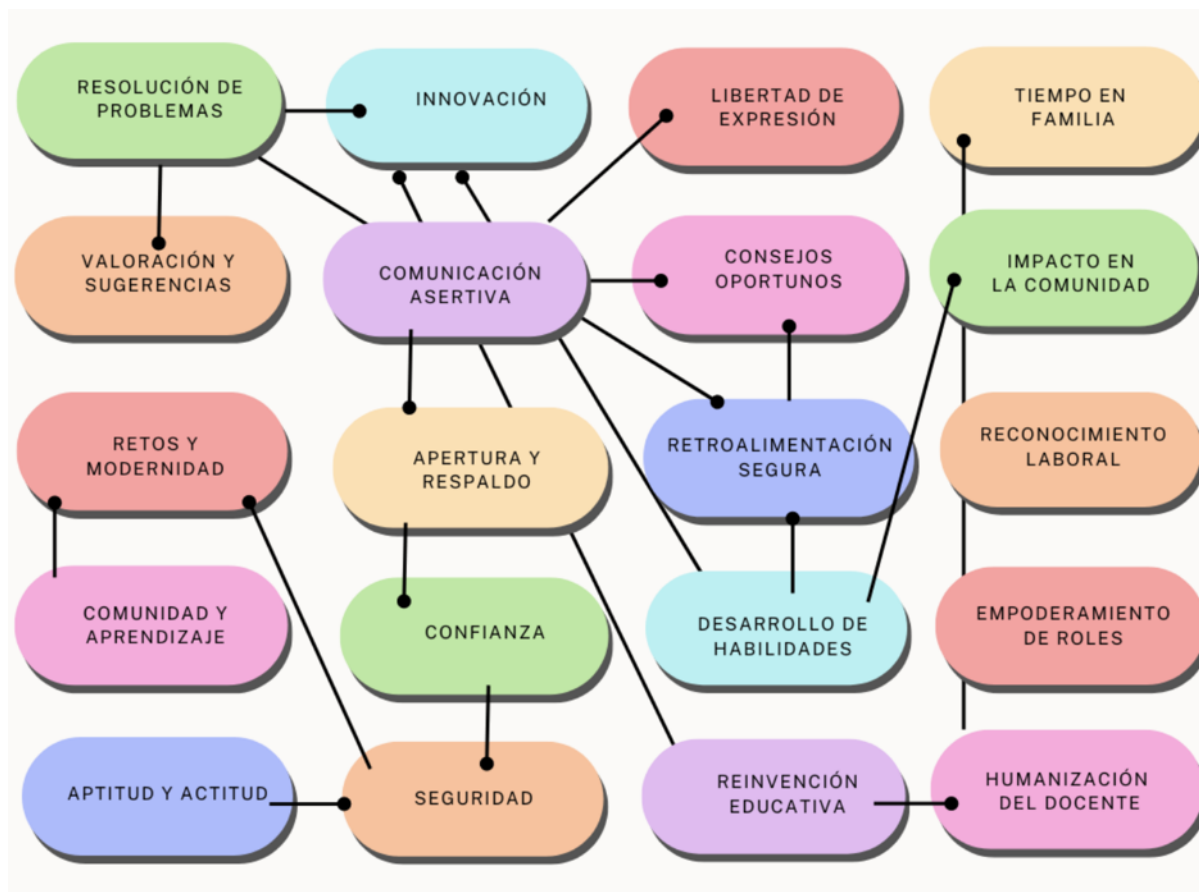 RESOLUCIÓN DE
PROBLEMAS
INNOVACIÓN
LIBERTAD DE
EXPRESIÓN
TIEMPO EN
FAMILIA
VALORACIÓN Y
SUGERENCIAS
COMUNICACIÓN
ASERTIVA
CONSEJOS
OPORTUNOS
IMPACTO EN
LA COMUNIDAD
RETOS Y
MODERNIDAD
APERTURA Y
RESPALDO
RETROALIMENTACIÓN
SEGURA
RECONOCIMIENTO
LABORAL
COMUNIDAD Y
APRENDIZAJE
CONFIANZA
DESARROLLO DE
HABILIDADES
EMPODERAMIENTO
DE ROLES
APTITUD Y ACTITUD
SEGURIDAD
REINVENCIÓN
EDUCATIVA
HUMANIZACIÓN
DEL DOCENTE